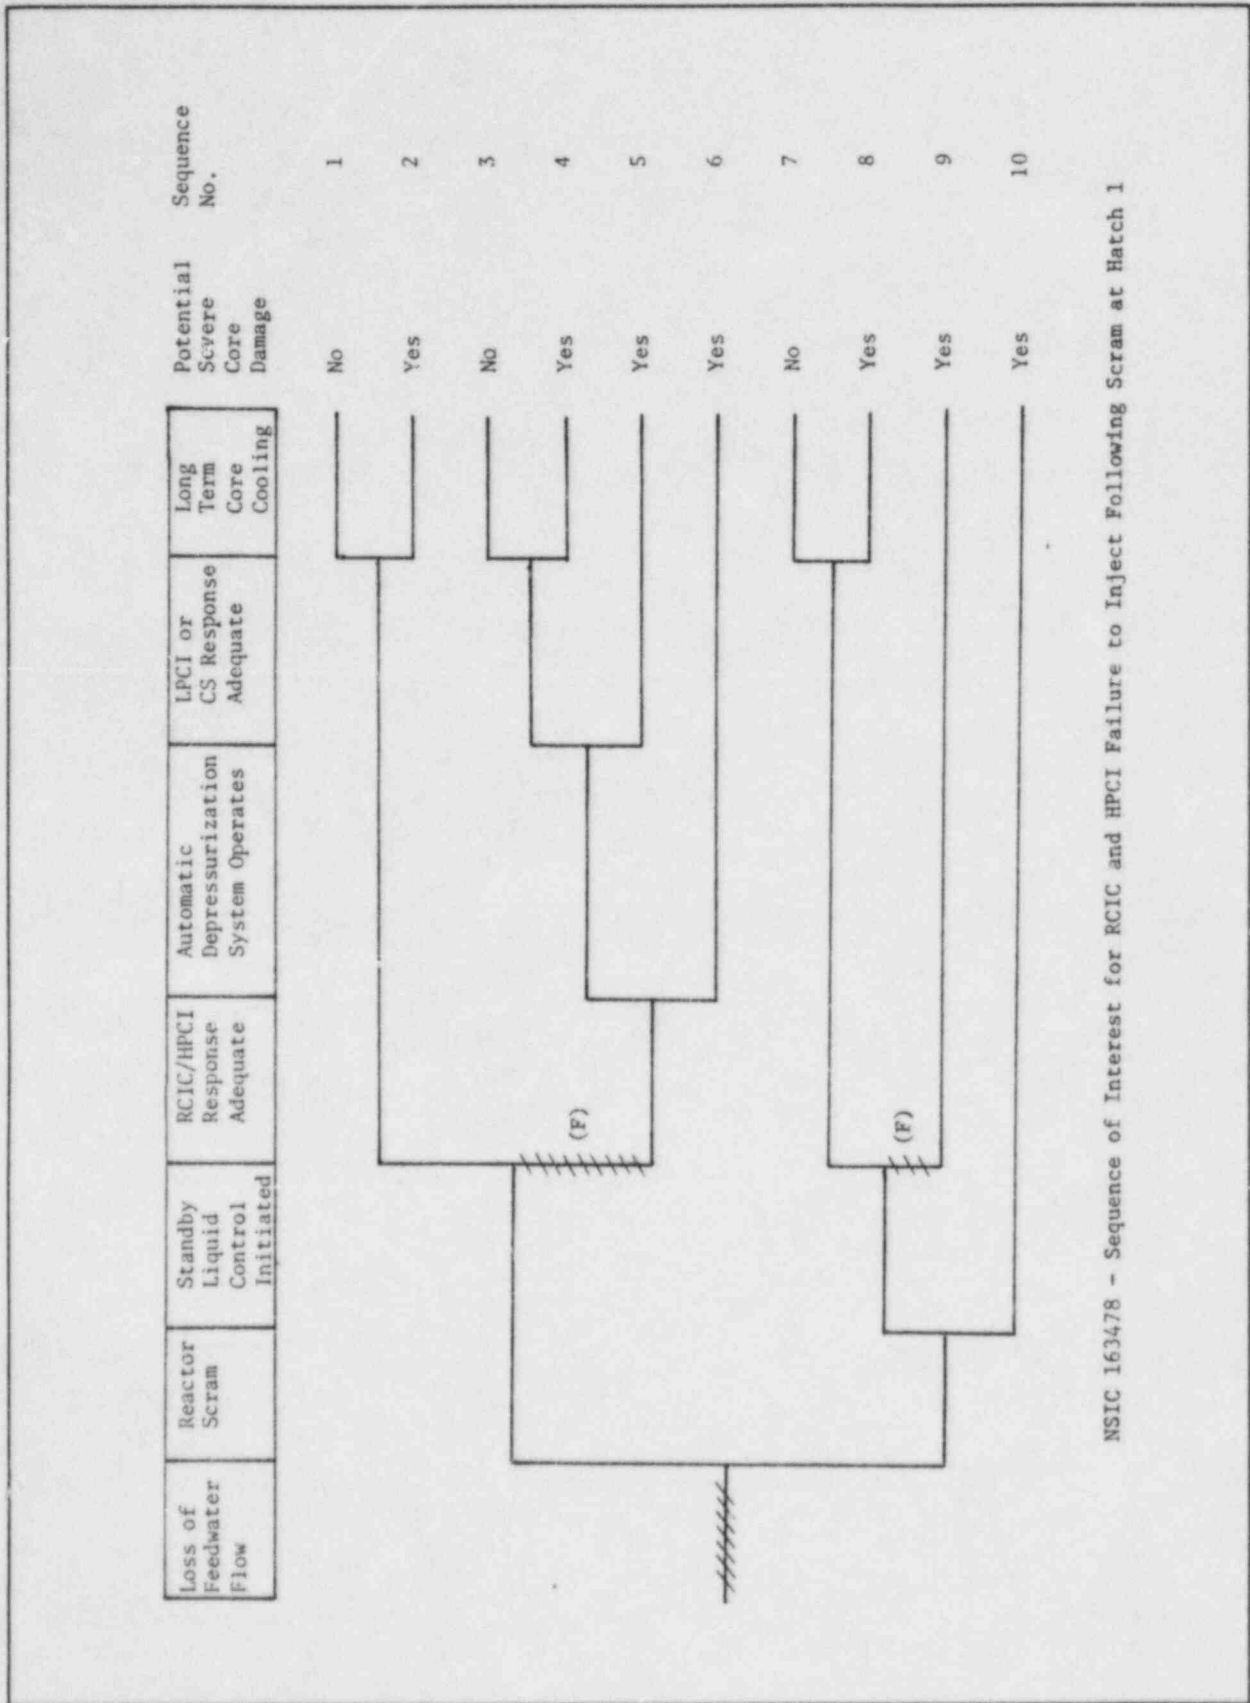 Loss of
Feedwater
Flow
Reactor
Scram
Standby
Liquid
Control
Initiated
RCIC/HPCI
Response
Adequate
Automatic
Depressurization
System Operates
LPCI or
CS Response
Adequate
Long
Term
Core
Cooling
Potential
Severe
Core
Damage
Sequence
No.
No 1
Yes 2
No 3
Yes 4
Yes 5
Yes 6
No 7
Yes 8
Yes 9
Yes 10
(F)
(F)
NSIC 163478 - Sequence of Interest for RCIC and HPCI Failure to Inject Following Scram at Hatch 1